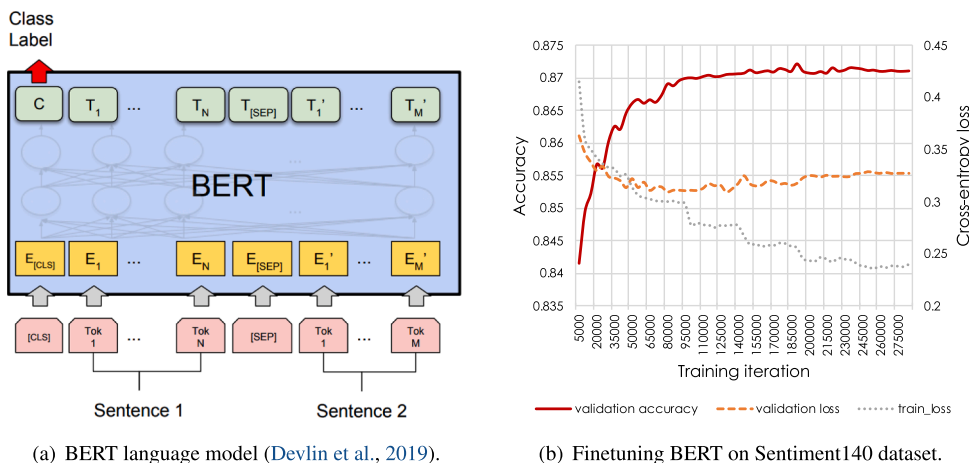 Class
Label
C T1 ... TN T[SEP] T1' ... TM'
...
BERT
...
E[CLS] E1 ... EN E[SEP] E1' ... EM'
[CLS] Tok 1 ... Tok N [SEP] Tok 1 ... Tok M
Sentence 1 Sentence 2
(a) BERT language model (Devlin et al., 2019).
0.875
0.87
0.865
0.86
0.855
0.85
0.845
0.84
0.835
Accuracy
0.45
0.4
0.35
0.3
0.25
0.2
Cross-entropy loss
5000 20000 35000 50000 65000 80000 95000 110000 125000 140000 155000 170000 185000 200000 215000 230000 245000 260000 275000
Training iteration
validation accuracy validation loss train_loss
(b) Finetuning BERT on Sentiment140 dataset.